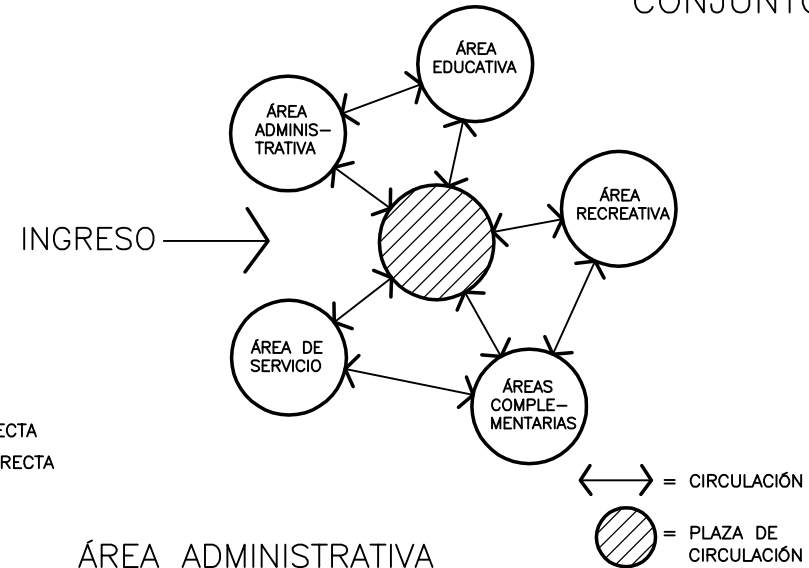 CONJUNTO
ÁREA
EDUCATIVA
ÁREA
ADMINIS-
TRATIVA
ÁREA
RECREATIVA
INGRESO
ÁREA DE
SERVICIO
ÁREAS
COMPLE-
MENTARIAS
ECTA
RECTA
= CIRCULACIÓN
= PLAZA DE
CIRCULACIÓN
ÁREA ADMINISTRATIVA